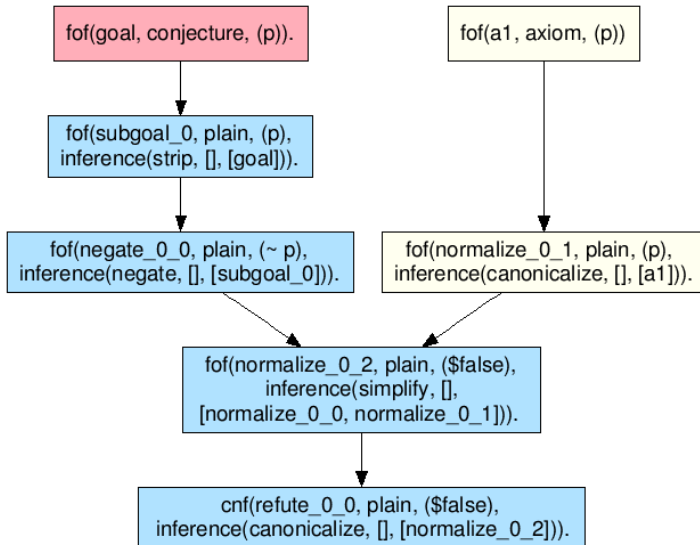 fof(goal, conjecture, (p)).
fof(a1, axiom, (p))
fof(subgoal_0, plain, (p),
inference(strip, [], [goal])).
fof(negate_0_0, plain, (~ p),
inference(negate, [], [subgoal_0])).
fof(normalize_0_1, plain, (p),
inference(canonicalize, [], [a1])).
fof(normalize_0_2, plain, ($false),
inference(simplify, [],
[normalize_0_0, normalize_0_1])).
cnf(refute_0_0, plain, ($false),
inference(canonicalize, [], [normalize_0_2])).